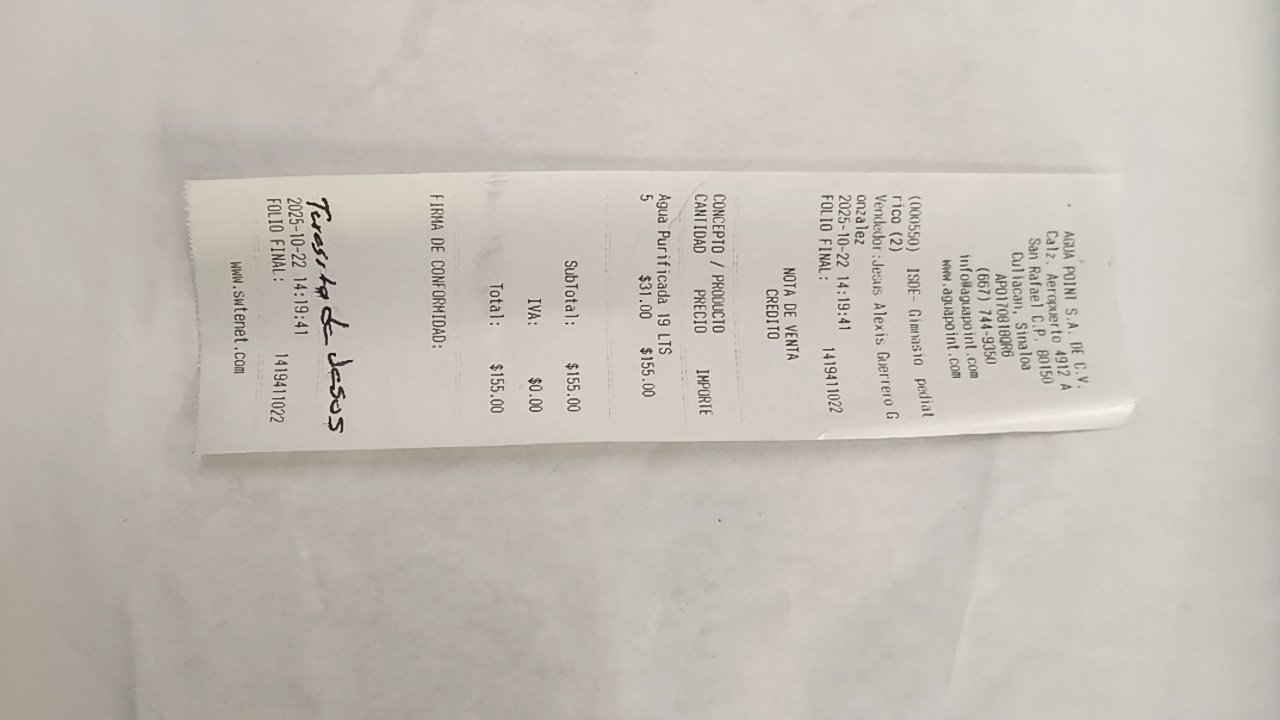 AGUA POINT S.A. DE C.V.
Calz. Aeropuerto 4912 A
San Rafael C.P. 80150
Culiacan, Sinaloa
APO170818QR6
(667) 744-9350
info@aguapoint.com
www.aguapoint.com
(000550) ISDE- Gimnasio pediat
rico (2)
Vendedor:Jesus Alexis Guerrero G
onzalez
2025-10-22 14:19:41
FOLIO FINAL: 1419411022
NOTA DE VENTA
CREDITO
CONCEPTO / PRODUCTO
CANTIDAD PRECIO IMPORTE
Agua Purificada 19 LTS
5 $31.00 $155.00
SubTotal: $155.00
IVA: $0.00
Total: $155.00
FIRMA DE CONFORMIDAD:
Teresita de Jesus
2025-10-22 14:19:41
FOLIO FINAL: 1419411022
www.swtenet.com